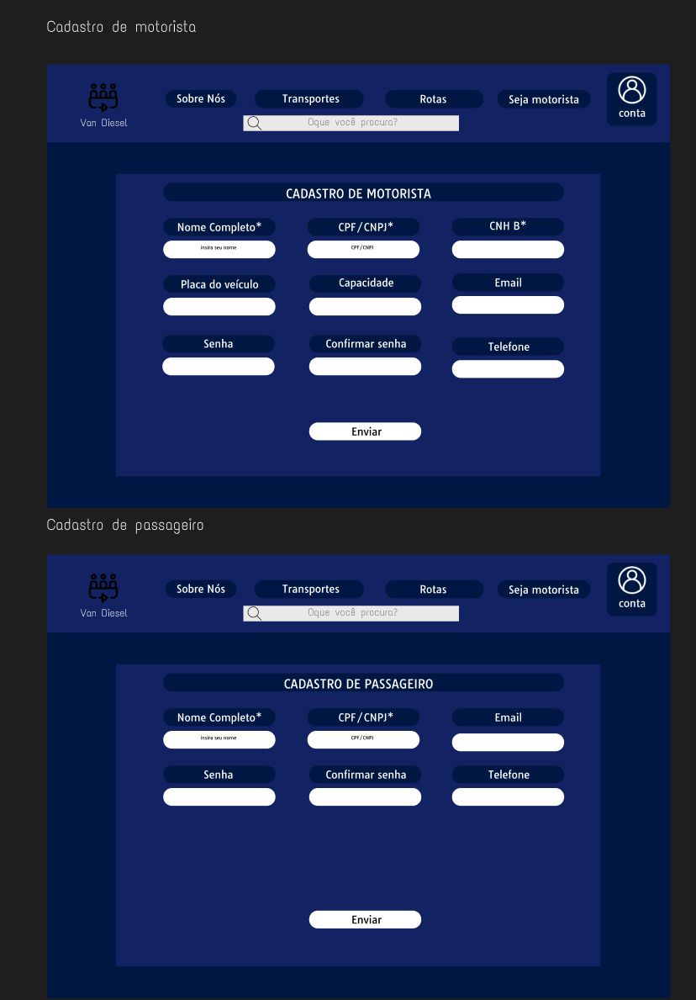 Cadastro de motorista
Sobre Nós Transportes Rotas Seja motorista
conta
Van Diesel
Oque você procura?
CADASTRO DE MOTORISTA
Nome Completo* CPF/CNPJ* CNH B*
insira seu nome CPF/CNPJ
Placa do veículo Capacidade Email
Senha Confirmar senha Telefone
Enviar
Cadastro de passageiro
Sobre Nós Transportes Rotas Seja motorista
conta
Van Diesel
Oque você procura?
CADASTRO DE PASSAGEIRO
Nome Completo* CPF/CNPJ* Email
insira seu nome CPF/CNPJ
Senha Confirmar senha Telefone
Enviar